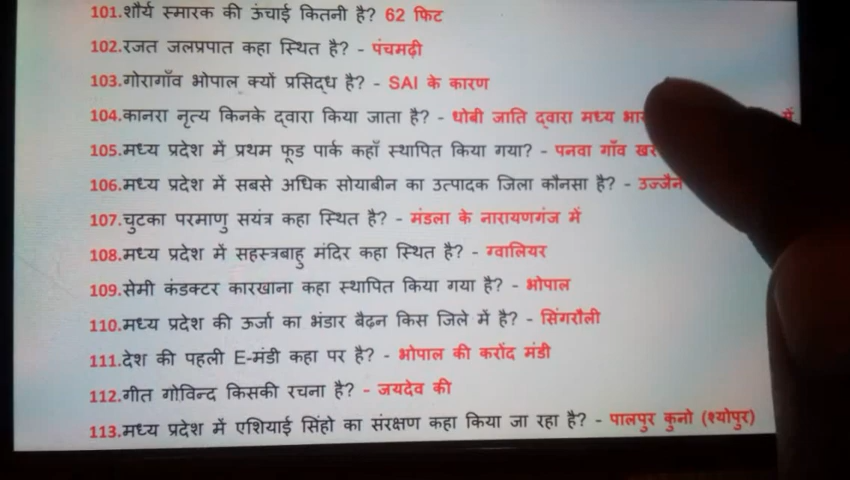 101.शौर्य स्मारक की ऊंचाई कितनी है? 62 फिट
102.रजत जलप्रपात कहा स्थित है? - पंचमढ़ी
103.गोरागाँव भोपाल क्यों प्रसिद्ध है? - SAI के कारण
104.कानरा नृत्य किनके द्वारा किया जाता है? - धोबी जाति द्वारा मध्य में
105.मध्य प्रदेश में प्रथम फूड पार्क कहाँ स्थापित किया गया? - पनवा गाँव
106.मध्य प्रदेश में सबसे अधिक सोयाबीन का उत्पादक जिला कौनसा है? - उज्जैन
107.चुटका परमाणु सयंत्र कहा स्थित है? - मंडला के नारायणगंज में
108.मध्य प्रदेश में सहस्त्रबाहु मंदिर कहा स्थित है? - ग्वालियर
109.सेमी कंडक्टर कारखाना कहा स्थापित किया गया है? - भोपाल
110.मध्य प्रदेश की ऊर्जा का भंडार बैढ़न किस जिले में है? - सिंगरौली
111.देश की पहली E-मंडी कहा पर है? - भोपाल की करोंद मंडी
112.गीत गोविन्द किसकी रचना है? - जयदेव की
113.मध्य प्रदेश में एशियाई सिंहो का संरक्षण कहा किया जा रहा है? - पालपुर कुनो (श्योपुर)